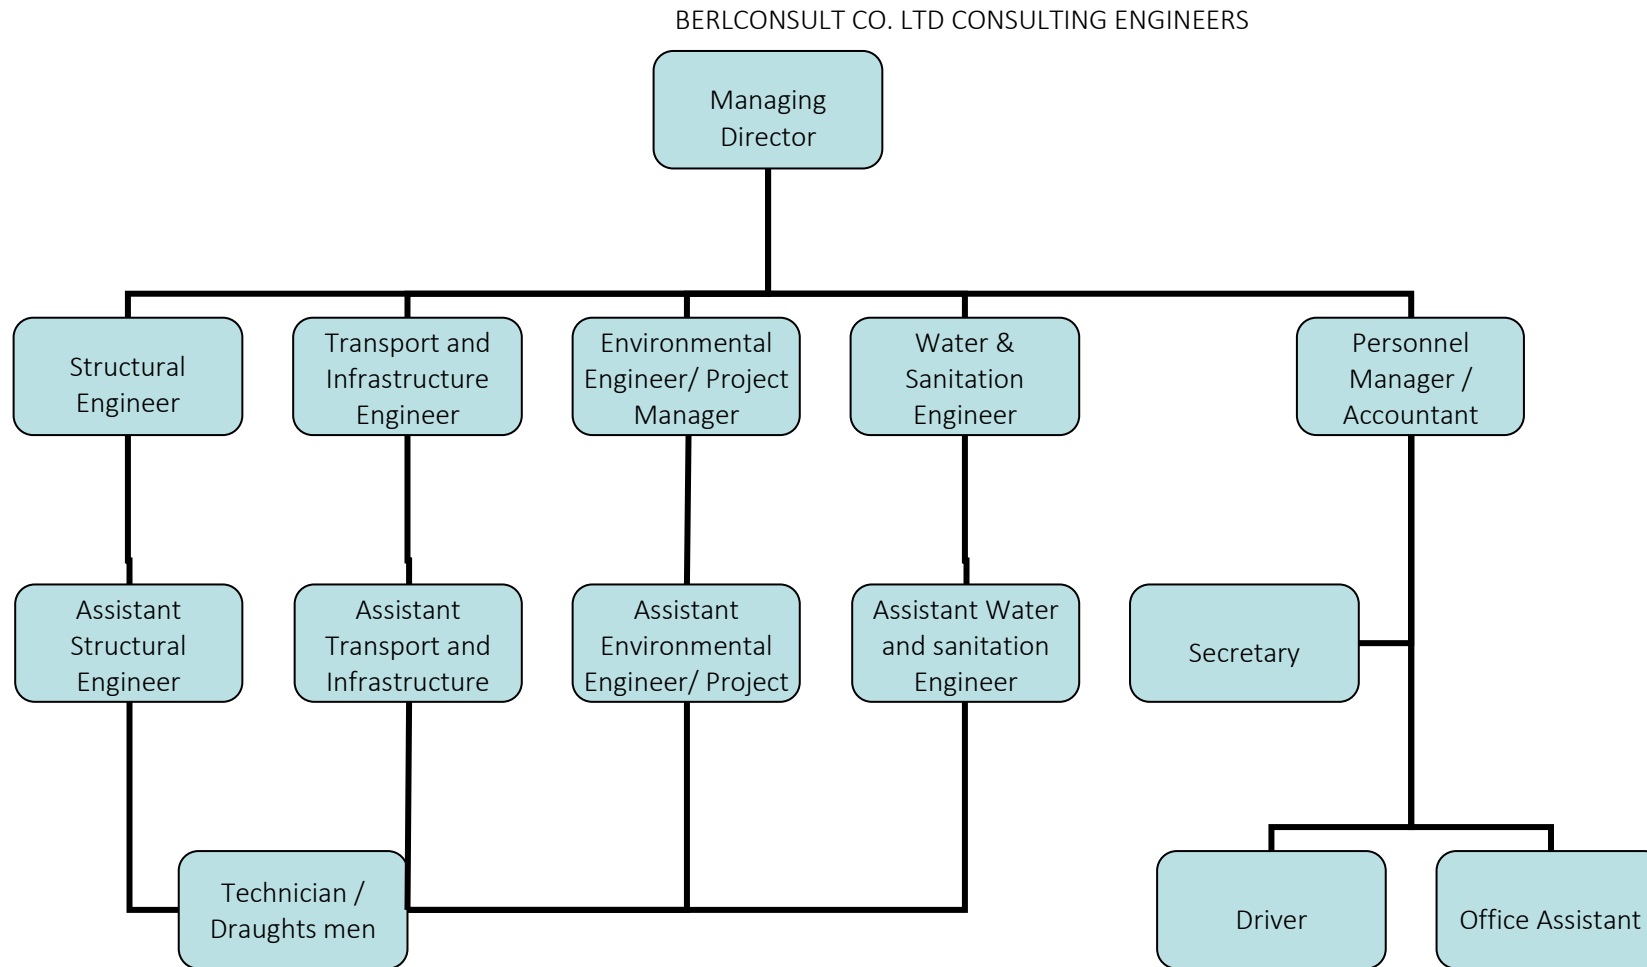 BERLCONSULT CO. LTD CONSULTING ENGINEERS
Managing
Director
Structural
Engineer
Transport and
Infrastructure
Engineer
Environmental
Engineer/ Project
Manager
Water &
Sanitation
Engineer
Personnel
Manager /
Accountant
Assistant
Structural
Engineer
Assistant
Transport and
Infrastructure
Assistant
Environmental
Engineer/ Project
Assistant Water
and sanitation
Engineer
Secretary
Technician /
Draughts men
Driver
Office Assistant